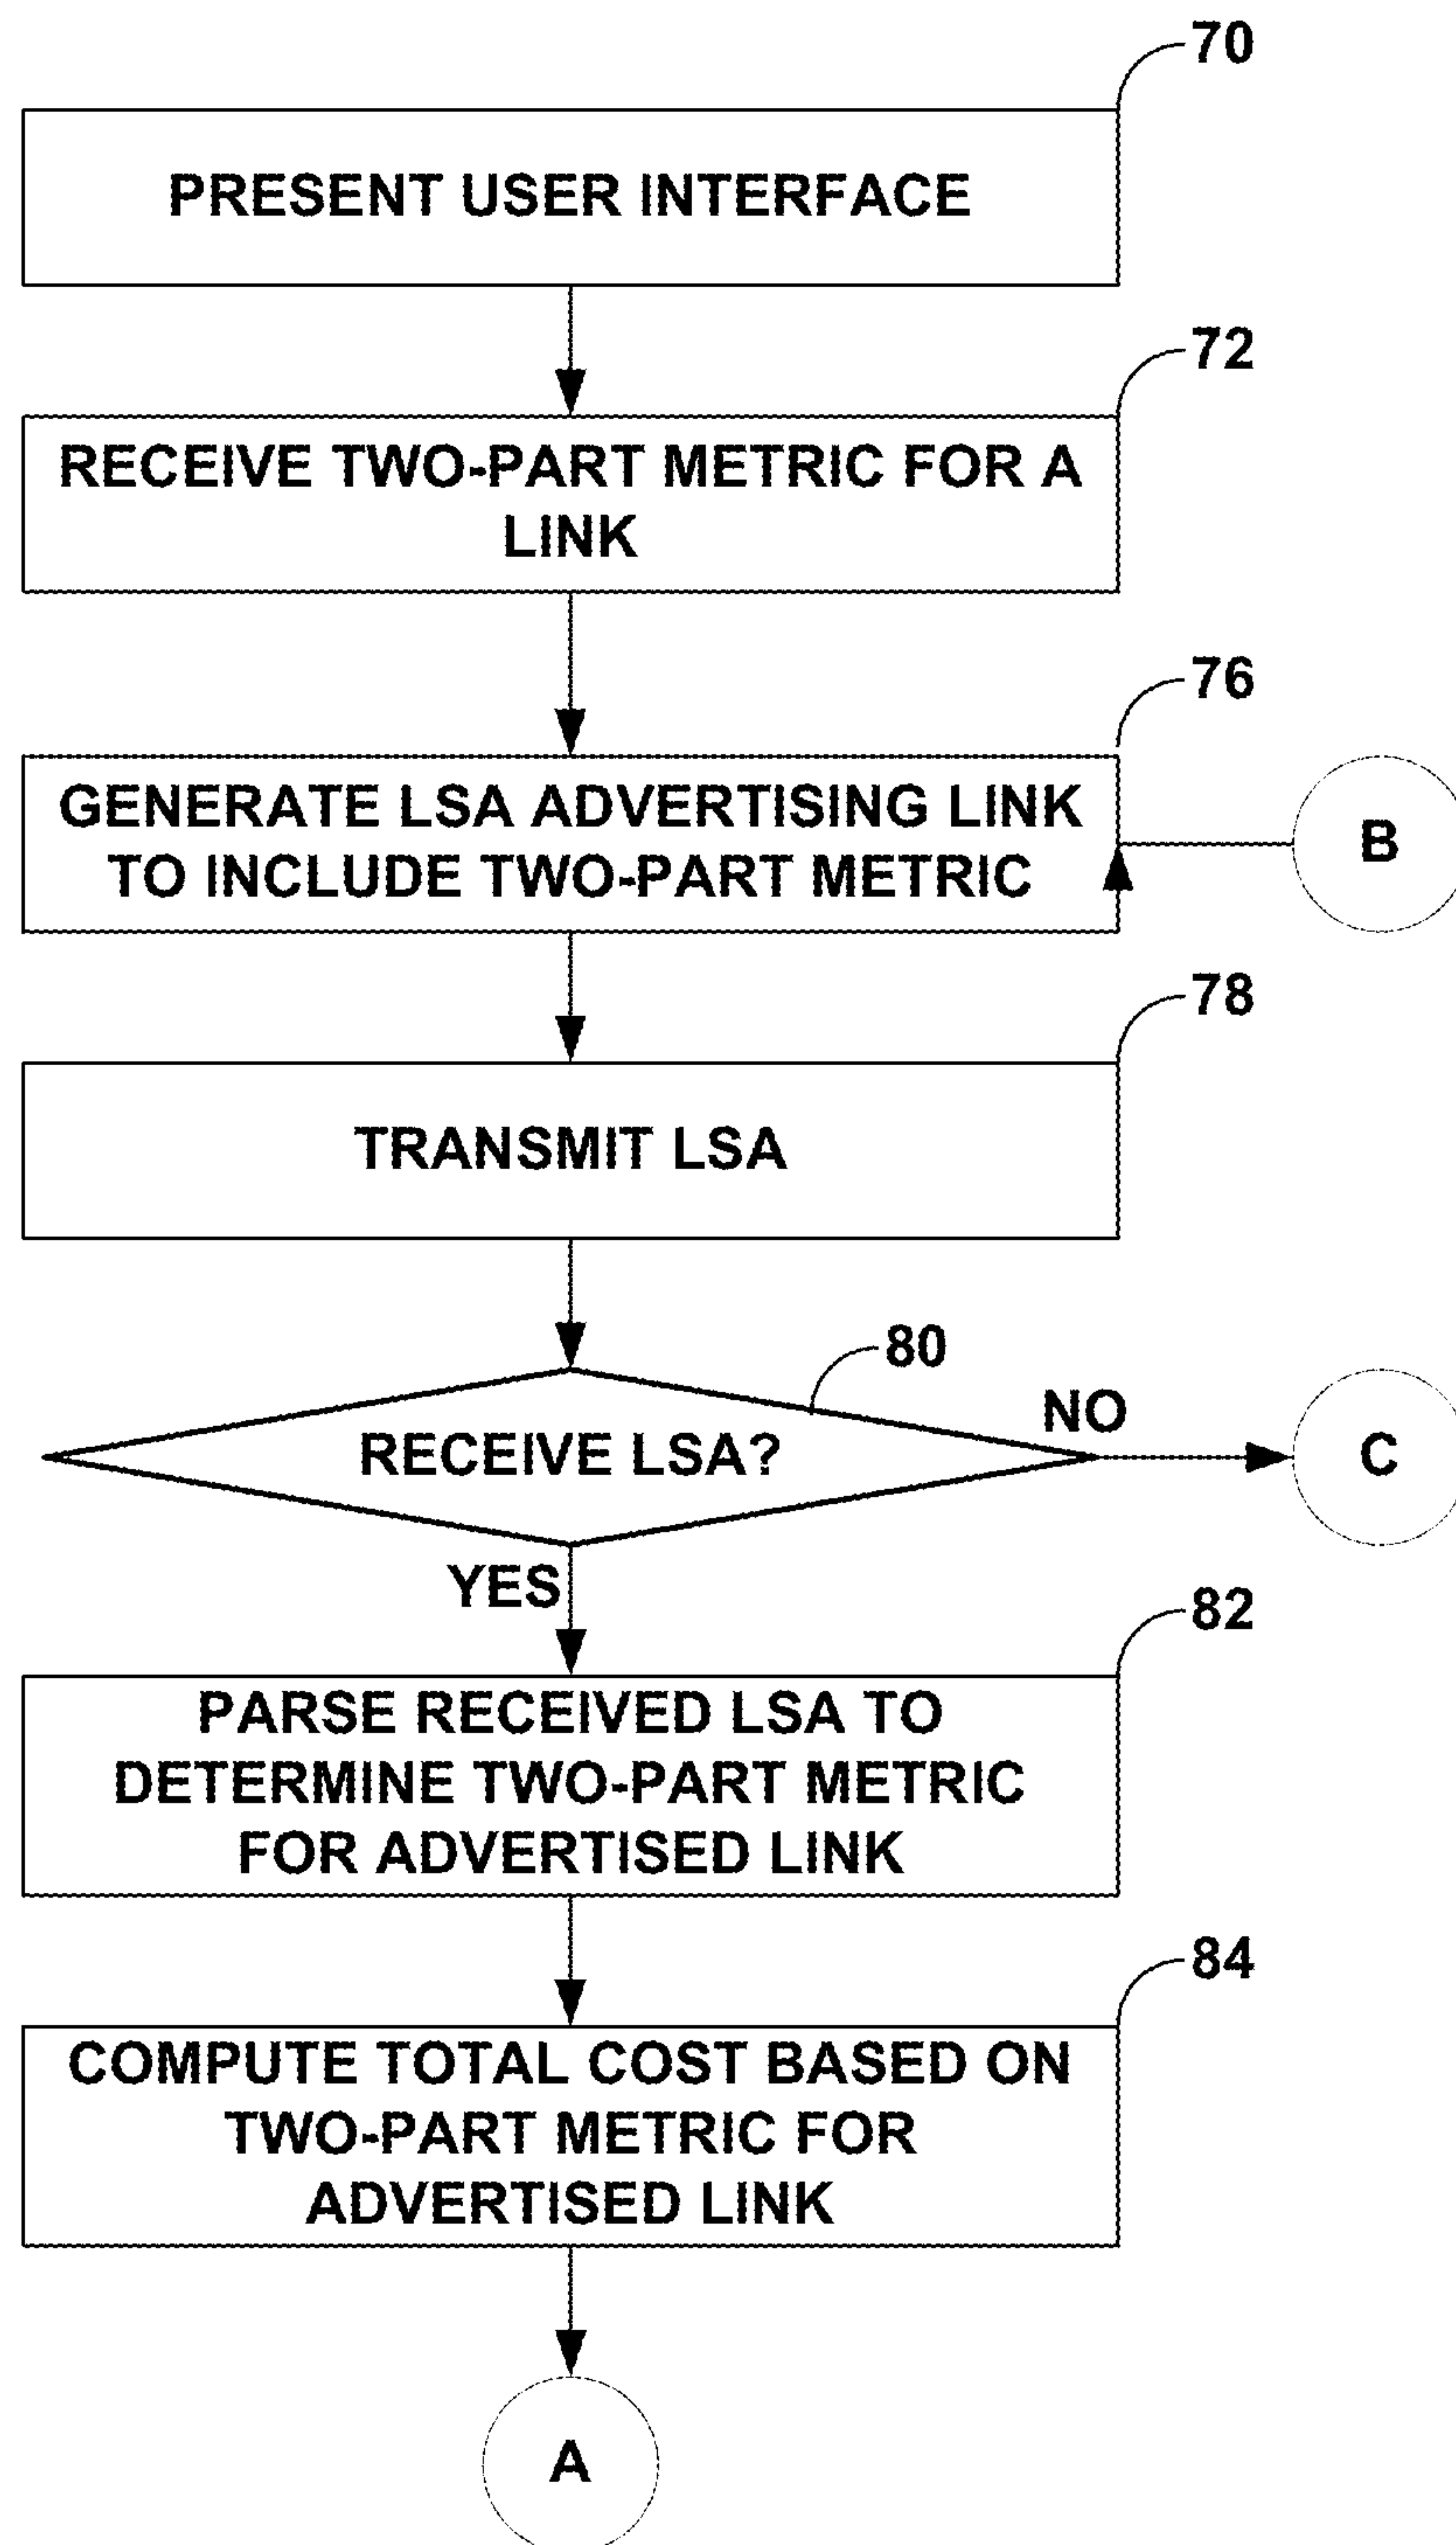 70
PRESENT USER INTERFACE
72
RECEIVE TWO-PART METRIC FOR A
LINK
76
GENERATE LSA ADVERTISING LINK
TO INCLUDE TWO-PART METRIC
B
78
TRANSMIT LSA
80
RECEIVE LSA?
NO
C
YES
82
PARSE RECEIVED LSA TO
DETERMINE TWO-PART METRIC
FOR ADVERTISED LINK
84
COMPUTE TOTAL COST BASED ON
TWO-PART METRIC FOR
ADVERTISED LINK
A